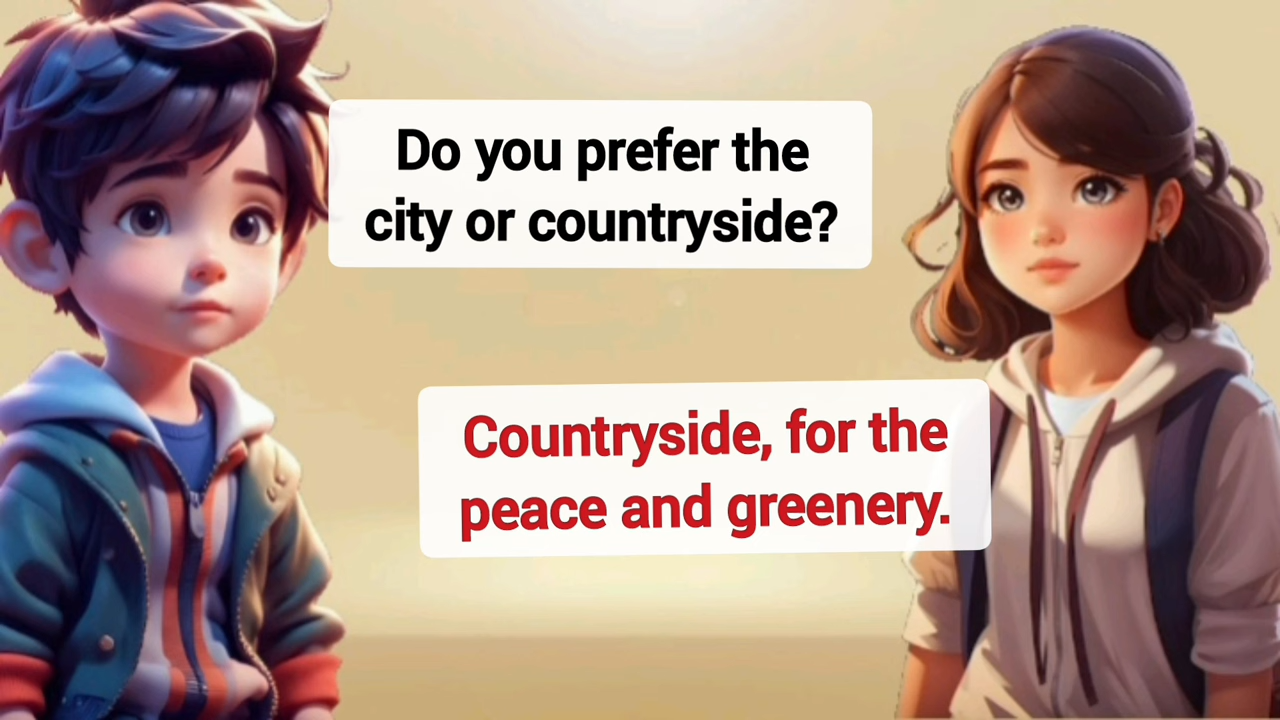 Do you prefer the
city or countryside?
Countryside, for the
peace and greenery.